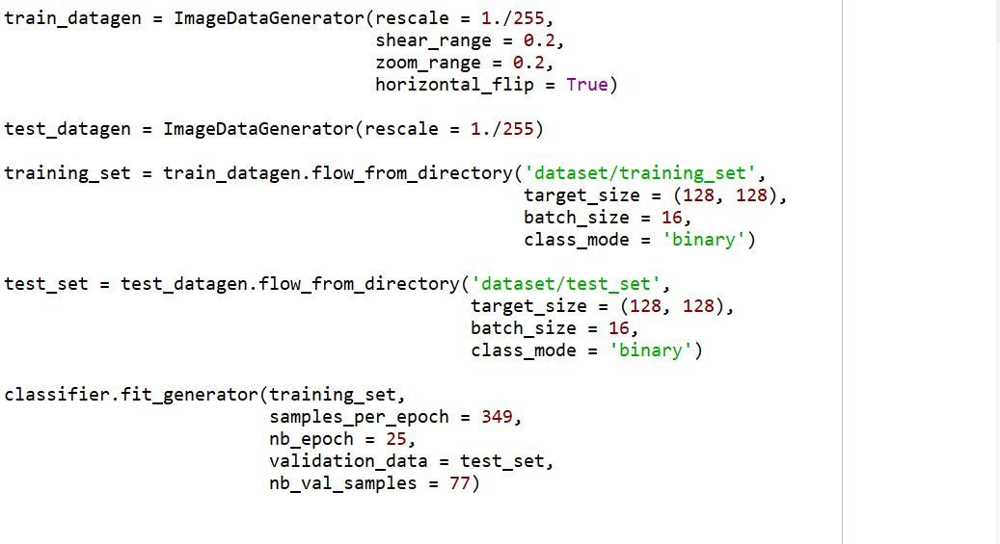 train_datagen = ImageDataGenerator(rescale = 1./255,
shear_range = 0.2,
zoom_range = 0.2,
horizontal_flip = True)
test_datagen = ImageDataGenerator(rescale = 1./255)
training_set = train_datagen.flow_from_directory('dataset/training_set',
target_size = (128, 128),
batch_size = 16,
class_mode = 'binary')
test_set = test_datagen.flow_from_directory('dataset/test_set',
target_size = (128, 128),
batch_size = 16,
class_mode = 'binary')
classifier.fit_generator(training_set,
samples_per_epoch = 349,
nb_epoch = 25,
validation_data = test_set,
nb_val_samples = 77)